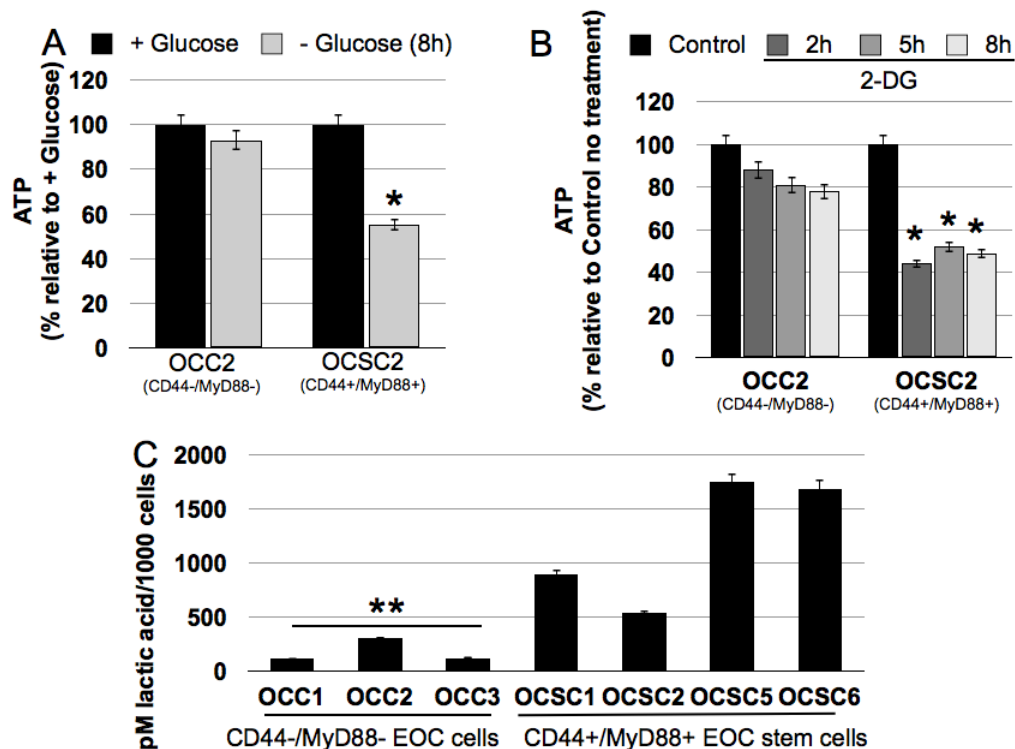 A
+ Glucose
- Glucose (8h)
ATP
(% relative to + Glucose)
120
100
80
60
40
20
0
*
OCC2
(CD44-/MyD88-)
OCSC2
(CD44+/MyD88+)
B
Control
2h
5h
8h
2-DG
ATP
(% relative to Control no treatment)
120
100
80
60
40
20
0
* * *
OCC2
(CD44-/MyD88-)
OCSC2
(CD44+/MyD88+)
C
pM lactic acid/1000 cells
2000
1500
1000
500
0
**
OCC1 OCC2 OCC3 OCSC1 OCSC2 OCSC5 OCSC6
CD44-/MyD88- EOC cells
CD44+/MyD88+ EOC stem cells